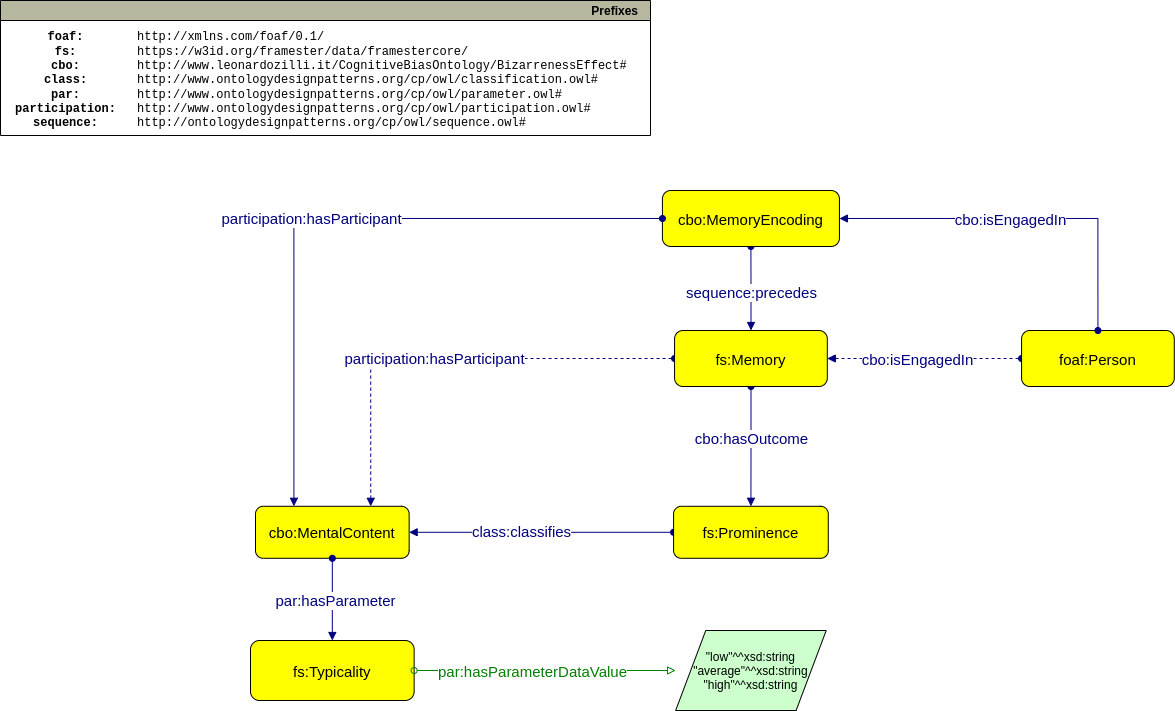 Prefixes
foaf: http://xmlns.com/foaf/0.1/
fs: https://w3id.org/framester/data/framestercore/
cbo: http://www.leonardozilli.it/CognitiveBiasOntology/BizarrenessEffect#
class: http://www.ontologydesignpatterns.org/cp/owl/classification.owl#
par: http://www.ontologydesignpatterns.org/cp/owl/parameter.owl#
participation: http://www.ontologydesignpatterns.org/cp/owl/participation.owl#
sequence: http://ontologydesignpatterns.org/cp/owl/sequence.owl#
participation:hasParticipant
cbo:MemoryEncoding
cbo:isEngagedIn
sequence:precedes
participation:hasParticipant
fs:Memory
cbo:isEngagedIn
foaf:Person
cbo:hasOutcome
cbo:MentalContent
class:classifies
fs:Prominence
par:hasParameter
fs:Typicality
par:hasParameterDataValue
"low"^^xsd:string
"average"^^xsd:string
"high"^^xsd:string